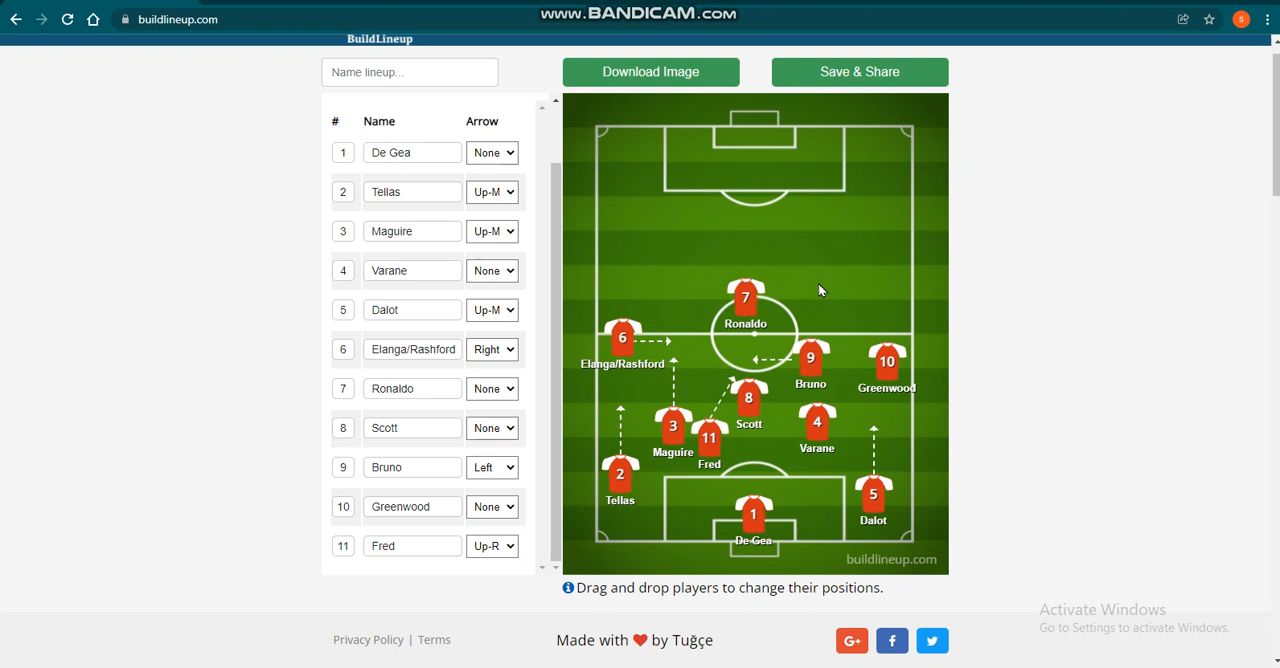 www.BANDICAM.com
buildlineup.com
S
BuildLineup
Name lineup...
Download Image
Save & Share
# Name Arrow
1 De Gea None
2 Tellas Up-M
3 Maguire Up-M
4 Varane None
5 Dalot Up-M
6 Elanga/Rashford Right
7 Ronaldo None
8 Scott None
9 Bruno Left
10 Greenwood None
11 Fred Up-R
7
Ronaldo
6
Elanga/Rashford
9
Bruno
10
Greenwood
8
Scott
3
Maguire
11
Fred
4
Varane
2
Tellas
5
Dalot
1
De Gea
buildlineup.com
Drag and drop players to change their positions.
Activate Windows
Go to Settings to activate Windows.
Privacy Policy | Terms
Made with ❤ by Tuğçe
G+ f